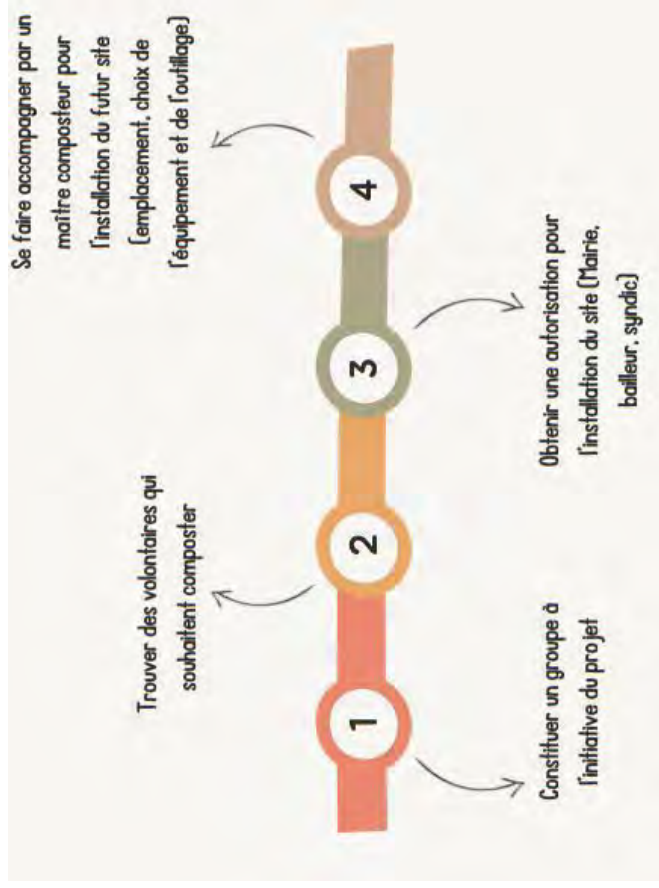 1
Constituer un groupe à
l'initiative du projet
2
Trouver des volontaires qui
souhaitent composter
3
Obtenir une autorisation pour
l'installation du site (Mairie,
bailleur, syndic)
4
Se faire accompagner par un
maître composteur pour
l'installation du futur site
(emplacement, choix de
l'équipement et de l'outillage)